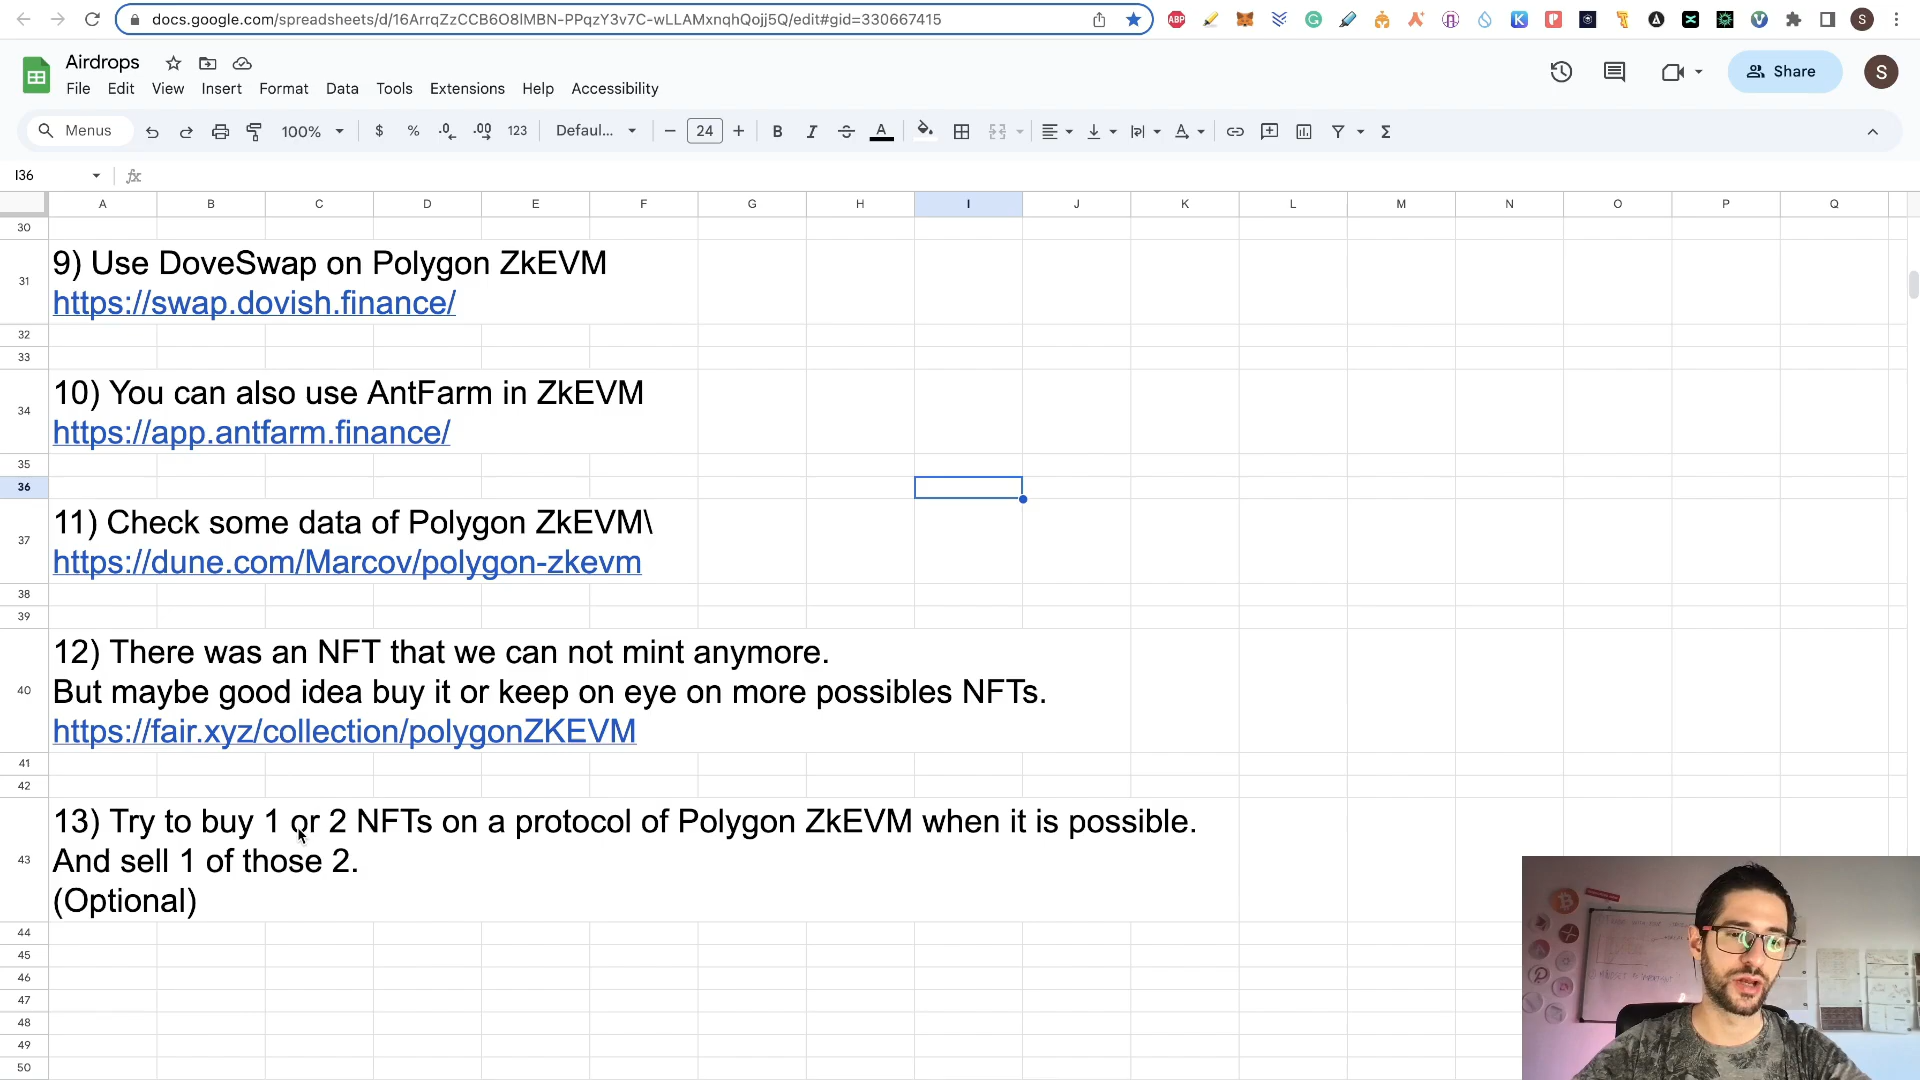 docs.google.com/spreadsheets/d/16ArrqZzCCB6O8lMBN-PPqzY3v7C-wLLAMxnqhQojj5Q/edit#gid=330667415
ABP
S
Airdrops
File Edit View Insert Format Data Tools Extensions Help Accessibility
Share
S
Menus
100%
$ % .0 .00 123
Defaul...
24
B I A
Σ
I36
fx
A B C D E F G H I J K L M N O P Q
30
31
9) Use DoveSwap on Polygon ZkEVM
https://swap.dovish.finance/
32
33
34
10) You can also use AntFarm in ZkEVM
https://app.antfarm.finance/
35
36
37
11) Check some data of Polygon ZkEVM\
https://dune.com/Marcov/polygon-zkevm
38
39
40
12) There was an NFT that we can not mint anymore.
But maybe good idea buy it or keep on eye on more possibles NFTs.
https://fair.xyz/collection/polygonZKEVM
41
42
43
13) Try to buy 1 or 2 NFTs on a protocol of Polygon ZkEVM when it is possible.
And sell 1 of those 2.
(Optional)
44
45
46
47
48
49
50